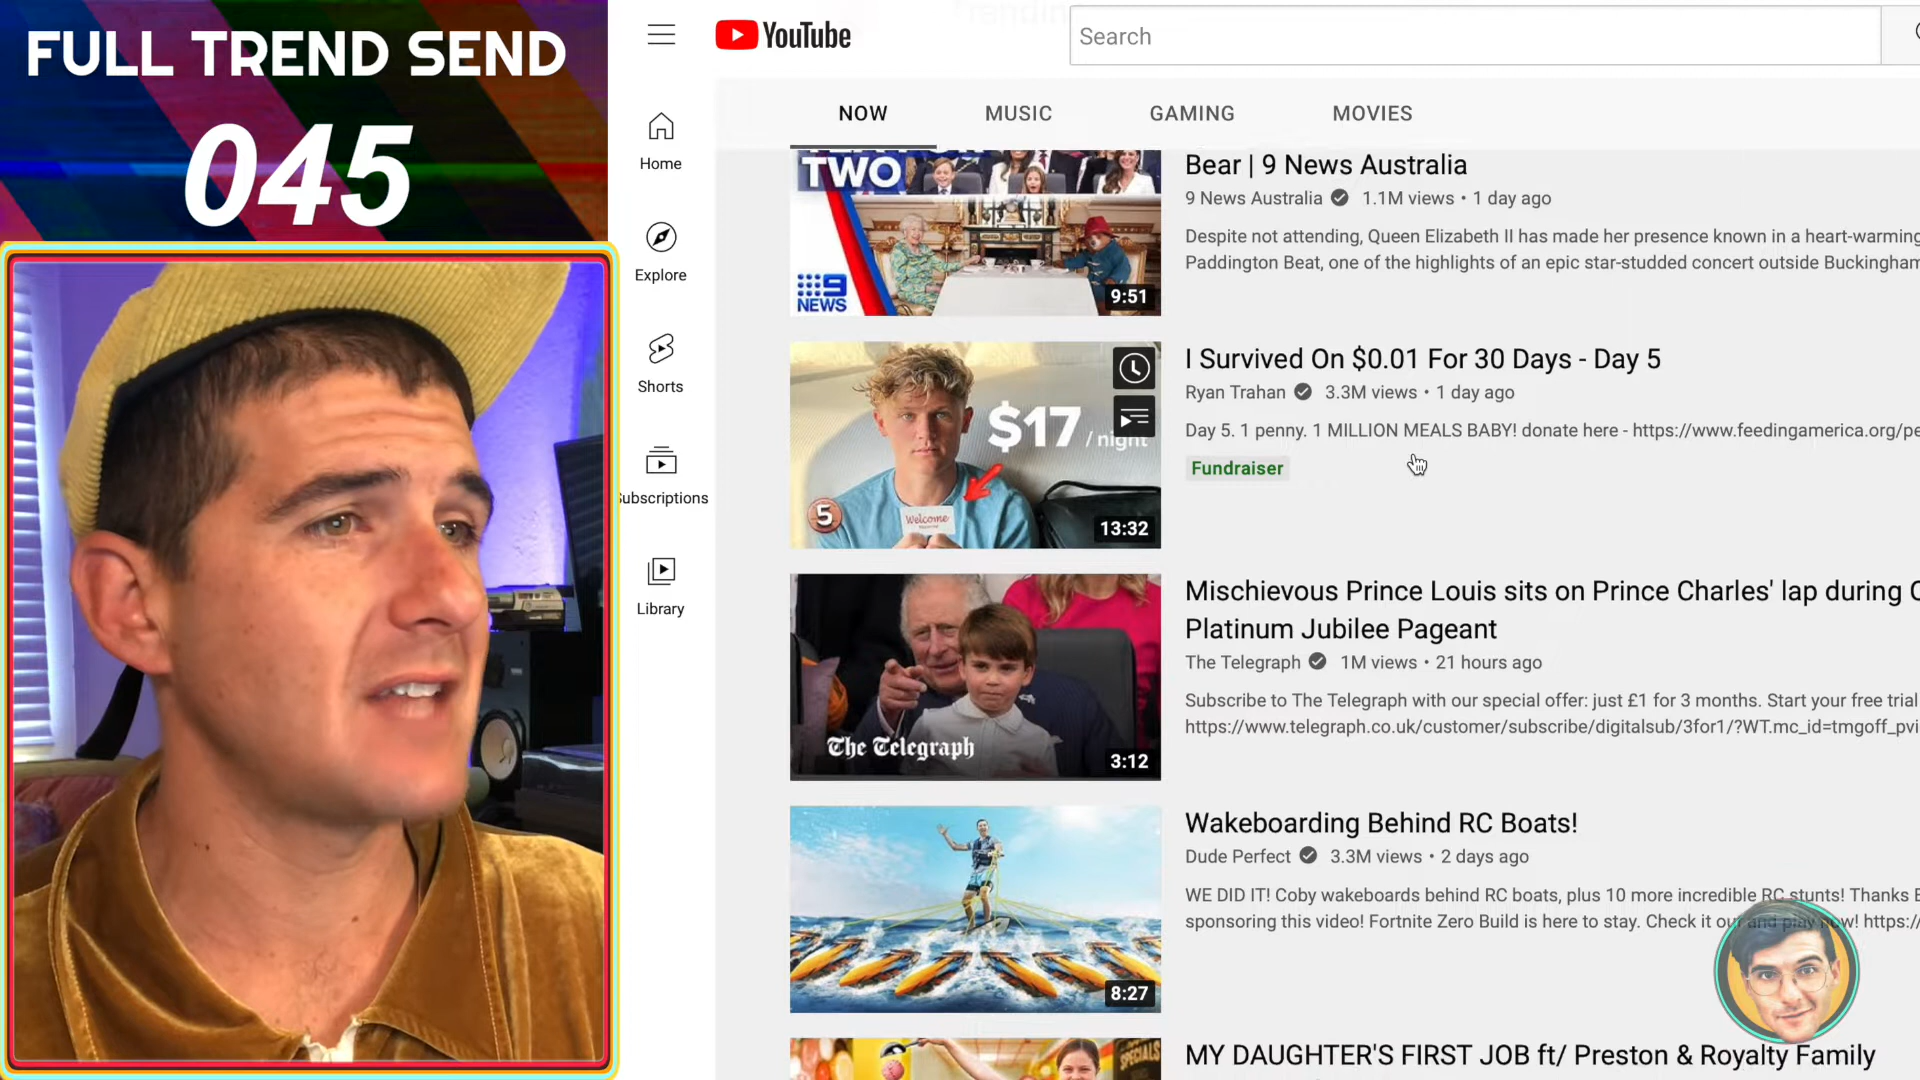 FULL TREND SEND
045
YouTube
Search
Home
Explore
Shorts
Subscriptions
Library
NOW
MUSIC
GAMING
MOVIES
TWO
9 NEWS
9:51
Bear | 9 News Australia
9 News Australia 1.1M views • 1 day ago
Despite not attending, Queen Elizabeth II has made her presence known in a heart-warming
Paddington Beat, one of the highlights of an epic star-studded concert outside Buckingham
$17 / night
Welcome
5
13:32
I Survived On $0.01 For 30 Days - Day 5
Ryan Trahan 3.3M views • 1 day ago
Day 5. 1 penny. 1 MILLION MEALS BABY! donate here - https://www.feedingamerica.org/pe
Fundraiser
The Telegraph
3:12
Mischievous Prince Louis sits on Prince Charles' lap during
Platinum Jubilee Pageant
The Telegraph 1M views • 21 hours ago
Subscribe to The Telegraph with our special offer: just £1 for 3 months. Start your free trial
https://www.telegraph.co.uk/customer/subscribe/digitalsub/3for1/?WT.mc_id=tmgoff_pvi
8:27
Wakeboarding Behind RC Boats!
Dude Perfect 3.3M views • 2 days ago
WE DID IT! Coby wakeboards behind RC boats, plus 10 more incredible RC stunts! Thanks
sponsoring this video! Fortnite Zero Build is here to stay. Check it out and play now! https:/
SPECIALS
MY DAUGHTER'S FIRST JOB ft/ Preston & Royalty Family